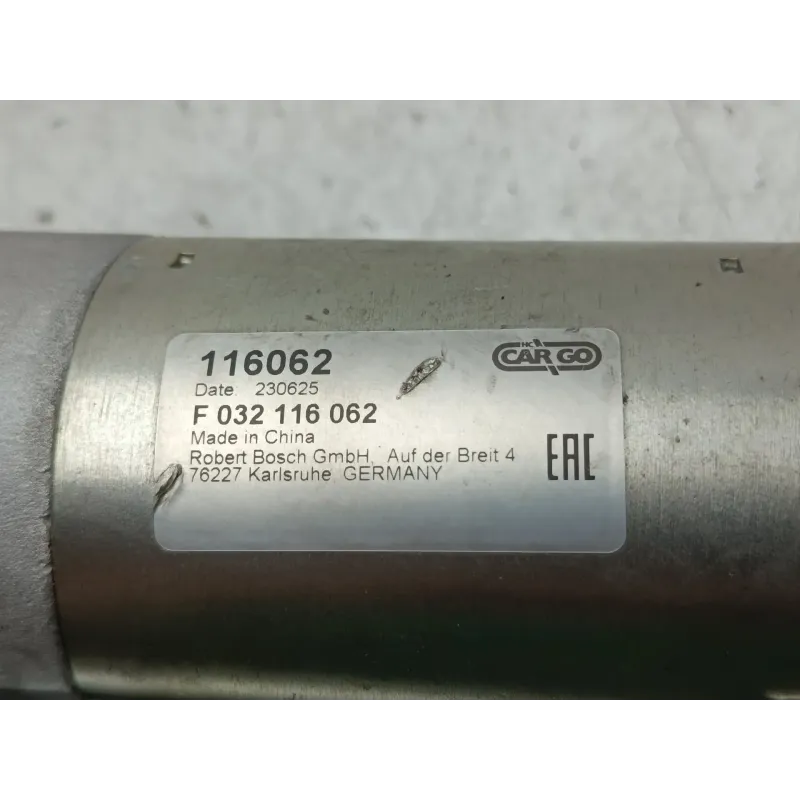 116062
HC
CARGO
Date 230625
F 032 116 062
Made in China
Robert Bosch GmbH, Auf der Breit 4
76227 Karlsruhe GERMANY
EAC